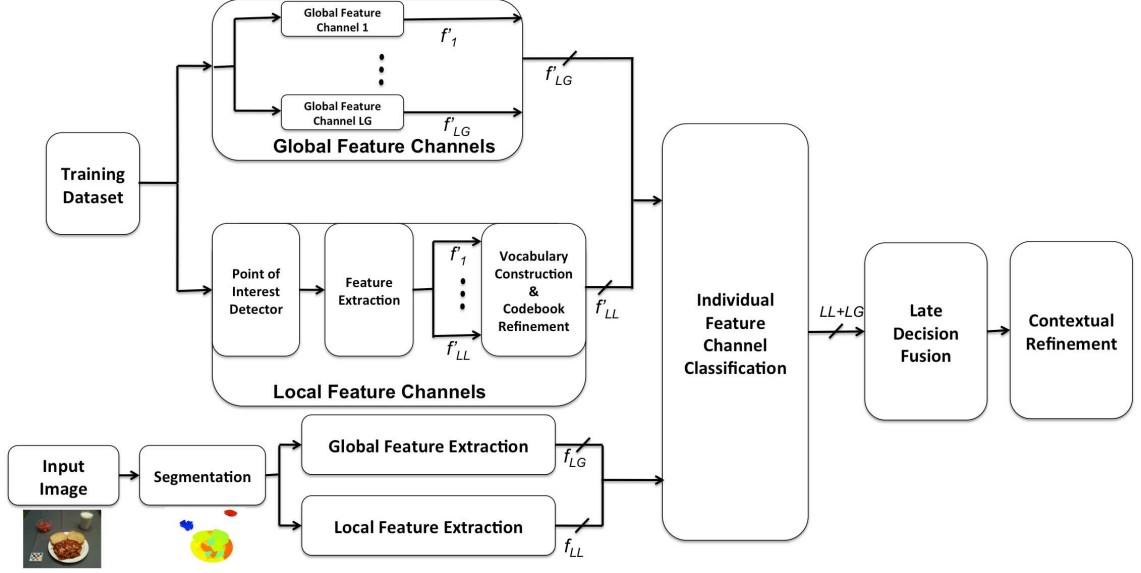 Global Feature
Channel 1
f'1
Global Feature
Channel LG
f'LG
Global Feature Channels
f'LG
Training
Dataset
Point of
Interest
Detector
Feature
Extraction
f'1
f'LL
Vocabulary
Construction
&
Codebook
Refinement
Local Feature Channels
f'LL
Individual
Feature
Channel
Classification
LL+LG
Late
Decision
Fusion
Contextual
Refinement
Input
Image
Segmentation
Global Feature Extraction
fLG
Local Feature Extraction
fLL